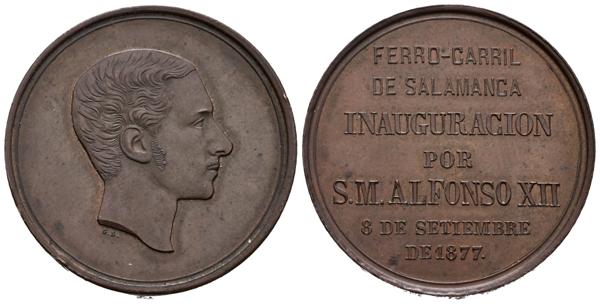 G.S.
FERRO-CARRIL
DE SALAMANCA
INAUGURACION
POR
S.M.ALFONSO XII
8 DE SETIEMBRE
DE 1877.